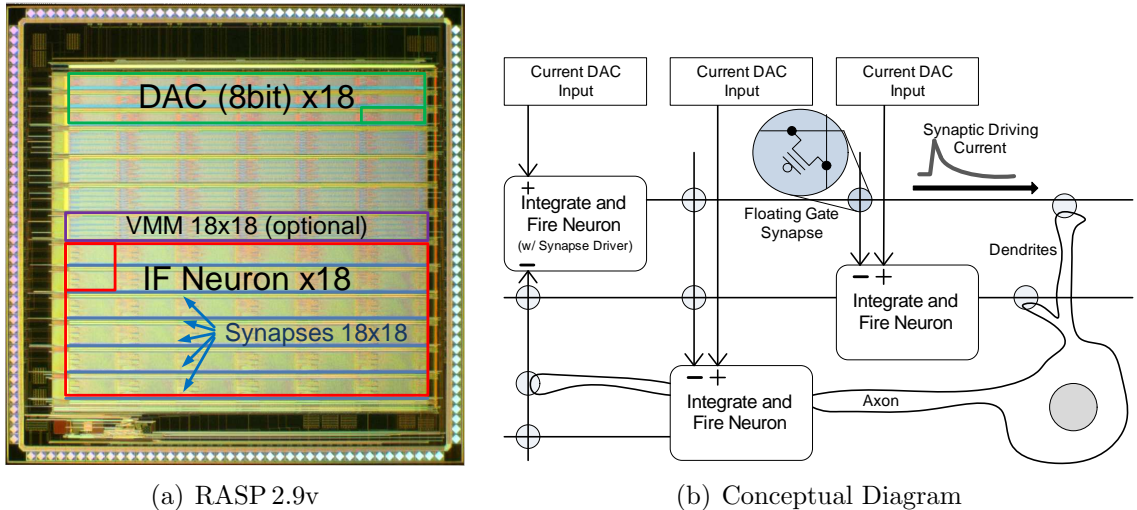 DAC (8bit) x18
VMM 18x18 (optional)
IF Neuron x18
Synapses 18x18
(a) RASP 2.9v
Current DAC
Input
Current DAC
Input
Current DAC
Input
Synaptic Driving
Current
+
Integrate and
Fire Neuron
(w/ Synapse Driver)
−
Floating Gate
Synapse
Dendrites
− +
Integrate and
Fire Neuron
− +
Integrate and
Fire Neuron
Axon
(b) Conceptual Diagram